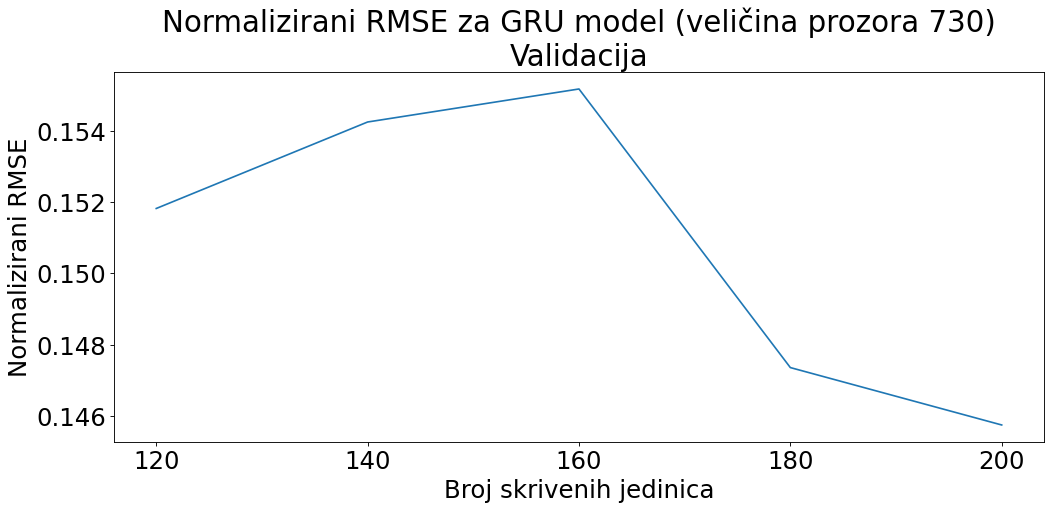 Normalizirani RMSE za GRU model (veličina prozora 730)
Validacija
Normalizirani RMSE
0.154
0.152
0.150
0.148
0.146
120 140 160 180 200
Broj skrivenih jedinica